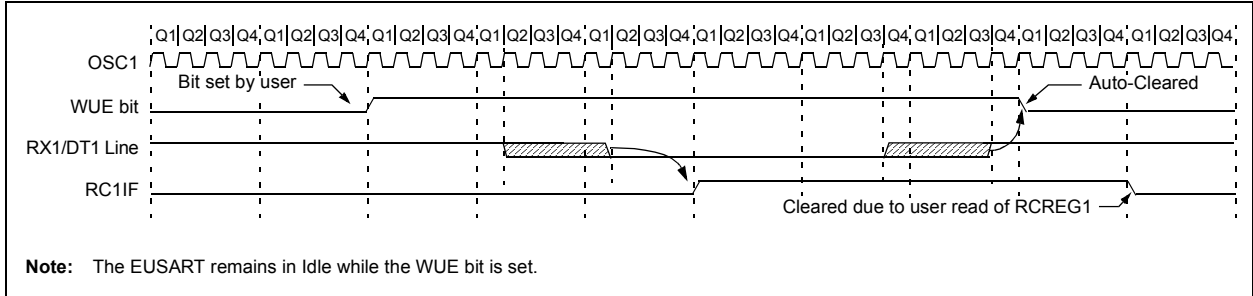 Q1 Q2 Q3 Q4 Q1 Q2 Q3 Q4 Q1 Q2 Q3 Q4 Q1 Q2 Q3 Q4 Q1 Q2 Q3 Q4 Q1 Q2 Q3 Q4 Q1 Q2 Q3 Q4 Q1 Q2 Q3 Q4 Q1 Q2 Q3 Q4 Q1 Q2 Q3 Q4
OSC1
Bit set by user
Auto-Cleared
WUE bit
RX1/DT1 Line
RC1IF
Cleared due to user read of RCREG1
Note: The EUSART remains in Idle while the WUE bit is set.